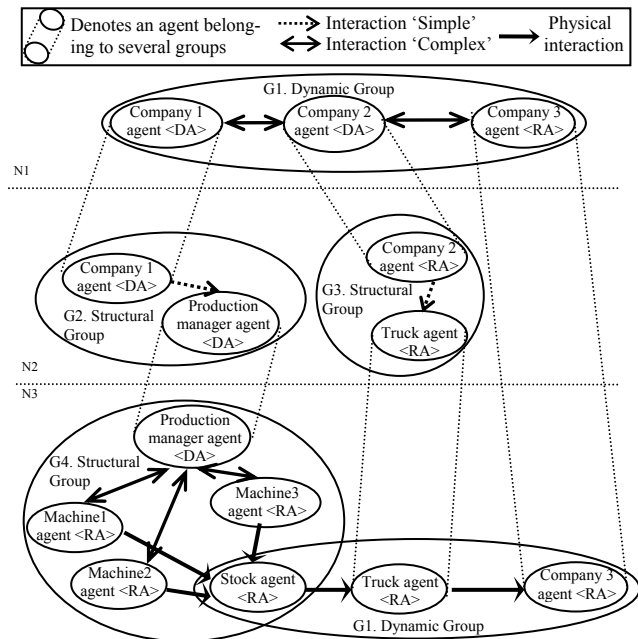 Denotes an agent belong-
ing to several groups
Interaction ‘Simple’
Interaction ‘Complex’
Physical
interaction
G1. Dynamic Group
Company 1
agent <DA>
Company 2
agent <DA>
Company 3
agent <RA>
N1
Company 1
agent
<DA>
G2. Structural
Group
Production
manager agent
<DA>
Company 2
agent <RA>
G3. Structural
Group
Truck agent
<RA>
N2
N3
Production
manager agent
<DA>
G4. Structural
Group
Machine3
agent <RA>
Machine1
agent <RA>
Machine2
agent <RA>
Stock agent
<RA>
Truck agent
<RA>
Company 3
agent <RA>
G1. Dynamic Group